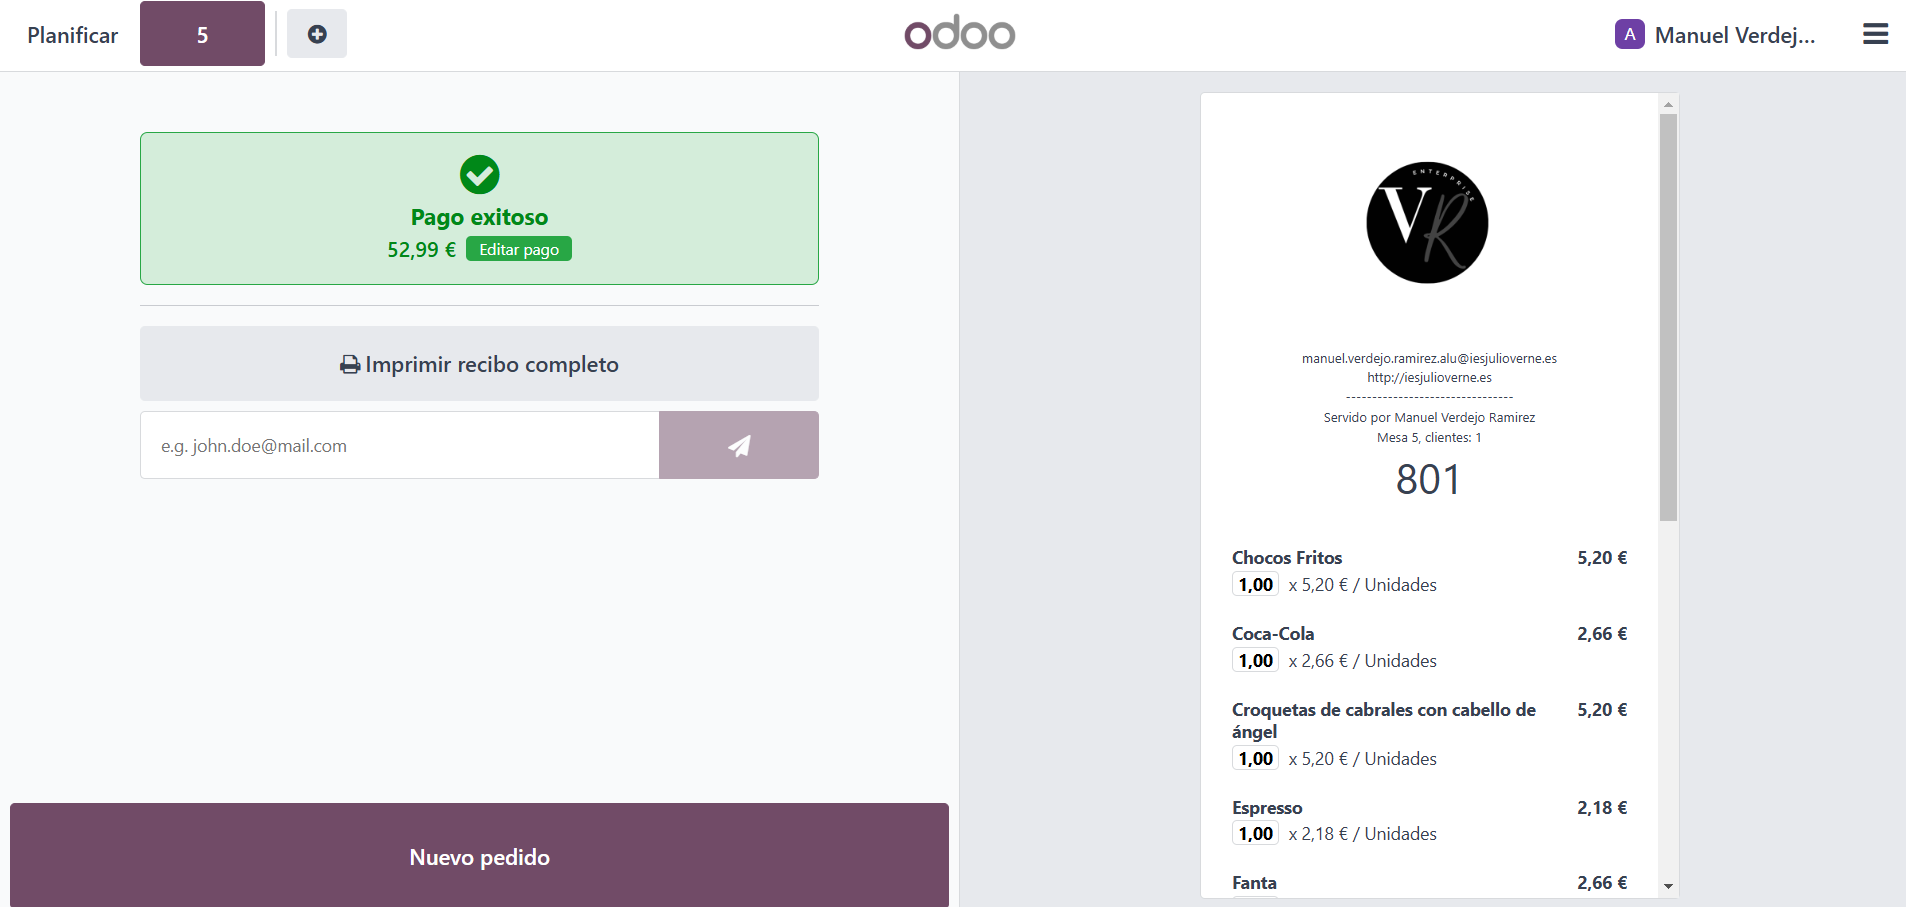 Planificar
5
odoo
A
Manuel Verdej...
Pago exitoso
52,99 €
Editar pago
Imprimir recibo completo
e.g. john.doe@mail.com
Nuevo pedido
ENTERPRISE
VR
manuel.verdejo.ramirez.alu@iesjulioverne.es
http://iesjulioverne.es
--------------------------------
Servido por Manuel Verdejo Ramirez
Mesa 5, clientes: 1
801
Chocos Fritos 5,20 €
1,00 x 5,20 € / Unidades
Coca-Cola 2,66 €
1,00 x 2,66 € / Unidades
Croquetas de cabrales con cabello de 5,20 €
ángel
1,00 x 5,20 € / Unidades
Espresso 2,18 €
1,00 x 2,18 € / Unidades
Fanta 2,66 €